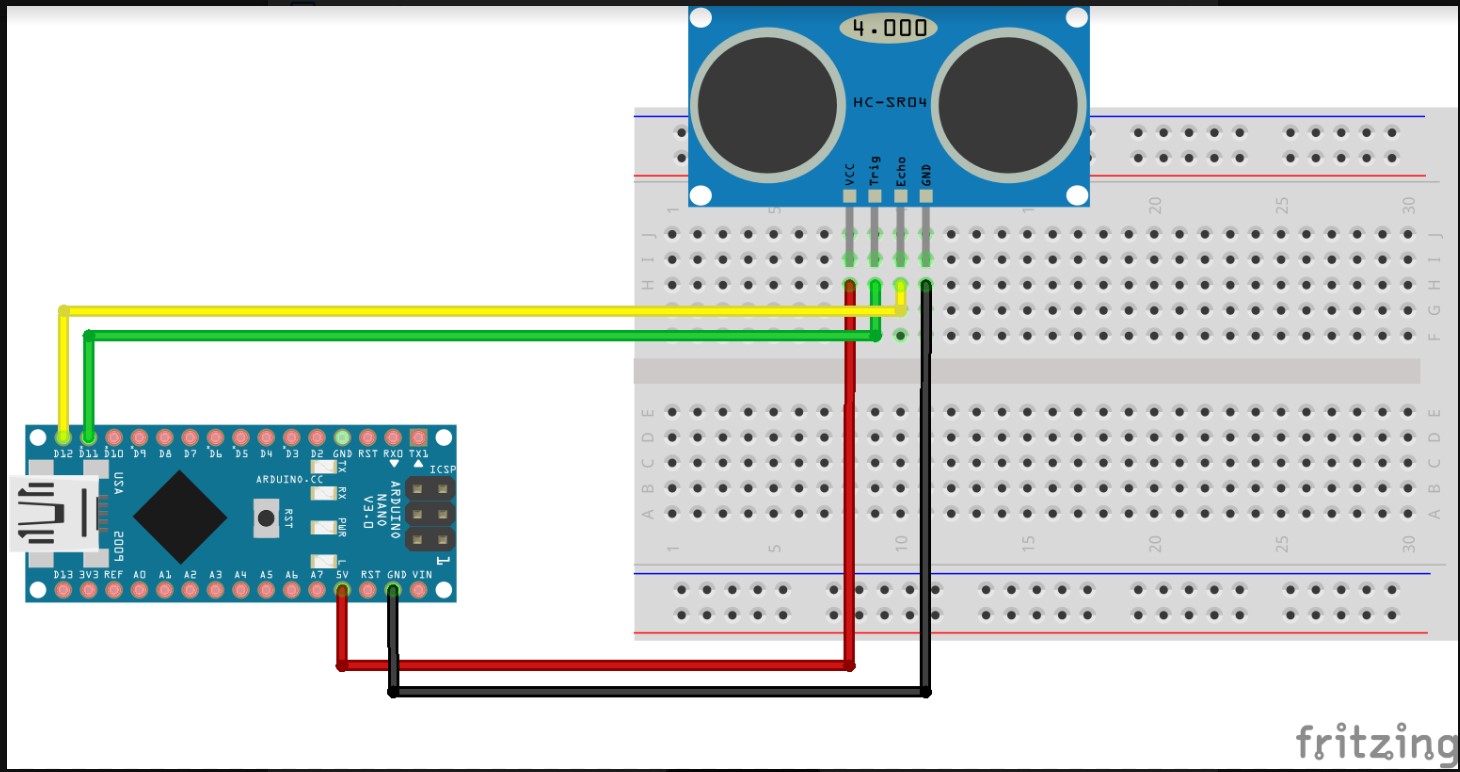 4.000
HC-SR04
VCC Trig Echo GND
1 5 1 20 25 30
J J
I I
H H
G G
F F
E E
D D
C C
B B
A A
1 5 10 15 20 25 30
D12 D11 D10 D9 D8 D7 D6 D5 D4 D3 D2 GND RST RX0 TX1
USA
ARDUINO.CC
TX
RX
PWR
L
RST
ARDUINO
NANO
V3.0
ICSP
1
2009
D13 3V3 REF A0 A1 A2 A3 A4 A5 A6 A7 5V RST GND VIN
fritzing